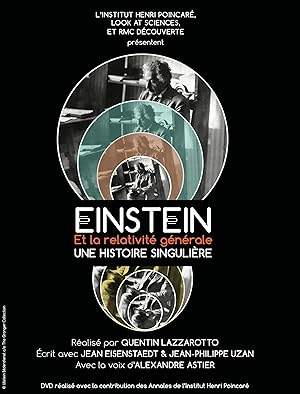 L'INSTITUT HENRI POINCARÉ,
LOOK AT SCIENCES,
ET RMC DÉCOUVERTE
présentent
EINSTEIN
Et la relativité générale
UNE HISTOIRE SINGULIÈRE
Réalisé par QUENTIN LAZZAROTTO
Écrit avec JEAN EISENSTAEDT & JEAN-PHILIPPE UZAN
Avec la voix d'ALEXANDRE ASTIER
DVD réalisé avec la contribution des Annales de l'Institut Henri Poincaré